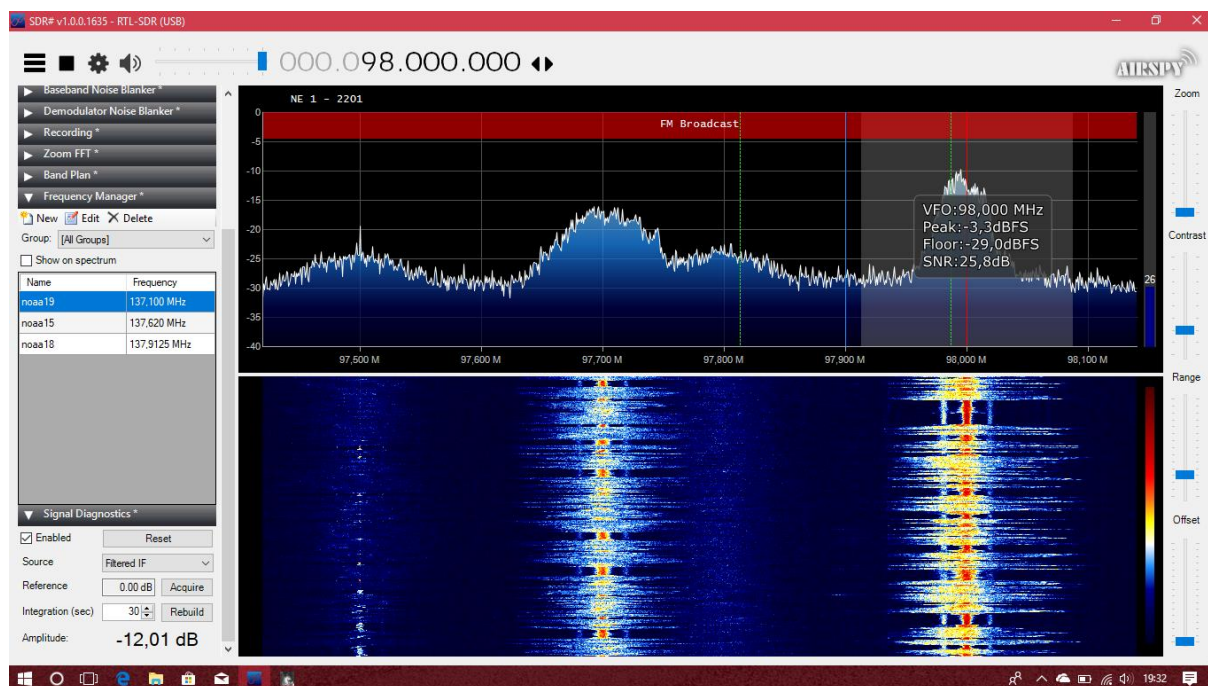 SDR# v1.0.0.1635 - RTL-SDR (USB)
000.098.000.000
AIRSPY
Baseband Noise Blanker *
Demodulator Noise Blanker *
Recording *
Zoom FFT *
Band Plan *
Frequency Manager *
New Edit Delete
Group: [All Groups]
Show on spectrum
Name Frequency
noaa19 137,100 MHz
noaa15 137,620 MHz
noaa18 137,9125 MHz
Signal Diagnostics *
Enabled Reset
Source Filtered IF
Reference 0.00 dB Acquire
Integration (sec) 30 Rebuild
Amplitude: -12,01 dB
NE 1 - 2201
FM Broadcast
0
-5
-10
-15
-20
-25
-30
-35
-40
VFO:98,000 MHz
Peak:-3,3dBFS
Floor:-29,0dBFS
SNR:25,8dB
26
97,500 M 97,600 M 97,700 M 97,800 M 97,900 M 98,000 M 98,100 M
Zoom
Contrast
Range
Offset
19:32